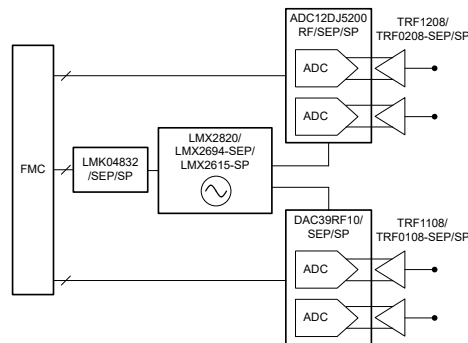 ADC12DJ5200
RF/SEP/SP
TRF1208/
TRF0208-SEP/SP
ADC
ADC
FMC
LMK04832
/SEP/SP
LMX2820/
LMX2694-SEP/
LMX2615-SP
DAC39RF10/
SEP/SP
TRF1108/
TRF0108-SEP/SP
ADC
ADC